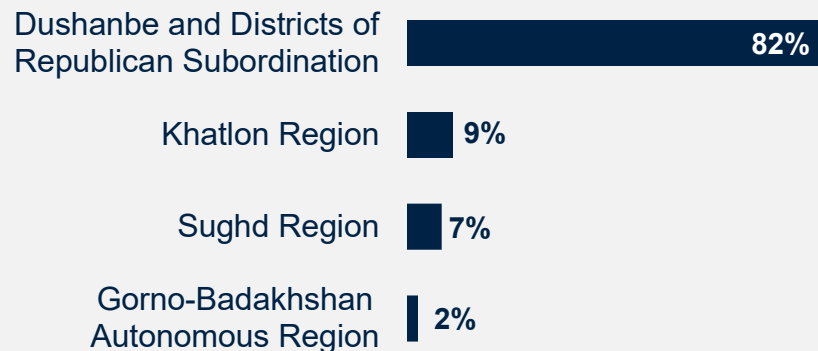 Dushanbe and Districts of
Republican Subordination
82%
Khatlon Region
9%
Sughd Region
7%
Gorno-Badakhshan
Autonomous Region
2%